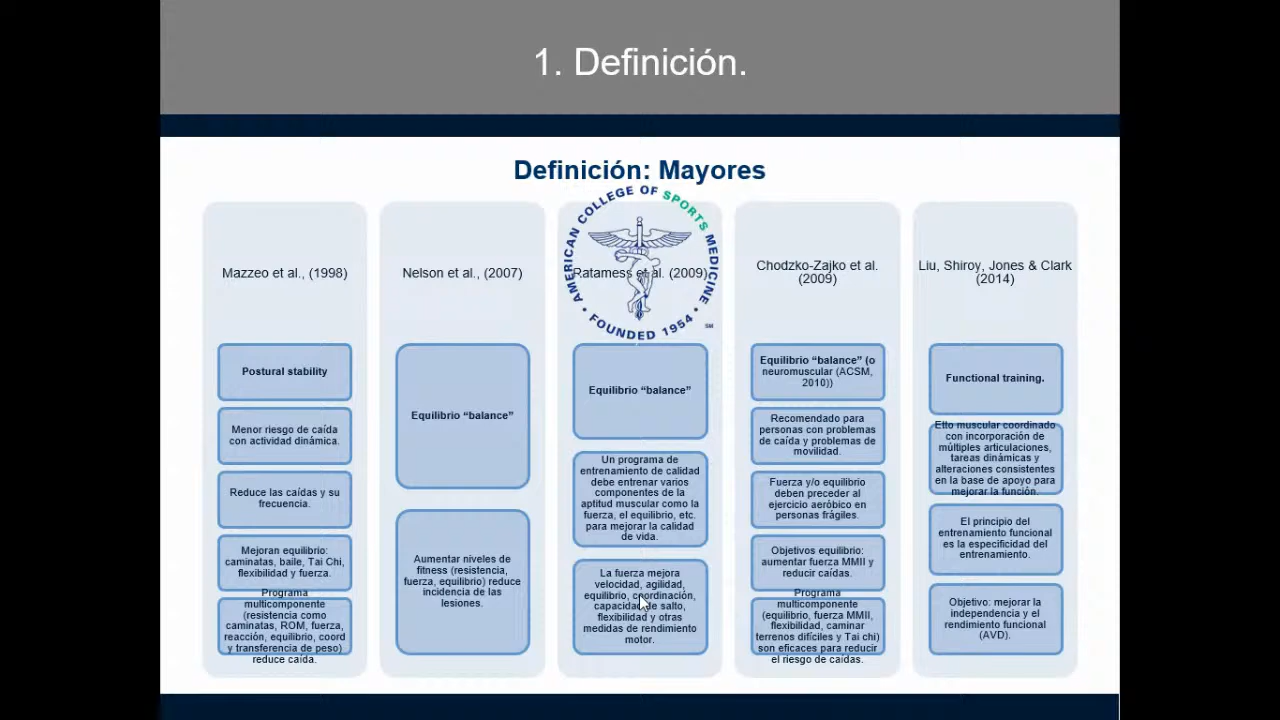 1. Definición.
Definición: Mayores
Mazzeo et al., (1998)
Postural stability
Menor riesgo de caída
con actividad dinámica.
Reduce las caídas y su
frecuencia.
Mejoran equilibrio:
caminatas, baile, Tai Chi,
flexibilidad y fuerza.
Programa
multicomponente
(resistencia como
caminatas, ROM, fuerza,
reacción, equilibrio, coord
y transferencia de peso)
reduce caída.
Nelson et al., (2007)
Equilibrio “balance”
Aumentar niveles de
fitness (resistencia,
fuerza, equilibrio) reduce
incidencia de las
lesiones.
AMERICAN COLLEGE OF SPORTS MEDICINE
• FOUNDED 1954 •
SM
Ratamess et al. (2009)
Equilibrio “balance”
Un programa de
entrenamiento de calidad
debe entrenar varios
componentes de la
aptitud muscular como la
fuerza, el equilibrio, etc.
para mejorar la calidad
de vida.
La fuerza mejora
velocidad, agilidad,
equilibrio, coordinación,
capacidad de salto,
flexibilidad y otras
medidas de rendimiento
motor.
Chodzko-Zajko et al.
(2009)
Equilibrio “balance” (o
neuromuscular (ACSM,
2010))
Recomendado para
personas con problemas
de caída y problemas de
movilidad.
Fuerza y/o equilibrio
deben preceder al
ejercicio aeróbico en
personas frágiles.
Objetivos equilibrio:
aumentar fuerza MMII y
reducir caídas.
Programa
multicomponente
(equilibrio, fuerza MMII,
flexibilidad, caminar
terrenos difíciles y Tai chi)
son eficaces para reducir
el riesgo de caídas.
Liu, Shiroy, Jones & Clark
(2014)
Functional training.
Etto muscular coordinado
con incorporación de
múltiples articulaciones,
tareas dinámicas y
alteraciones consistentes
en la base de apoyo para
mejorar la función.
El principio del
entrenamiento funcional
es la especificidad del
entrenamiento.
Objetivo: mejorar la
independencia y el
rendimiento funcional
(AVD).